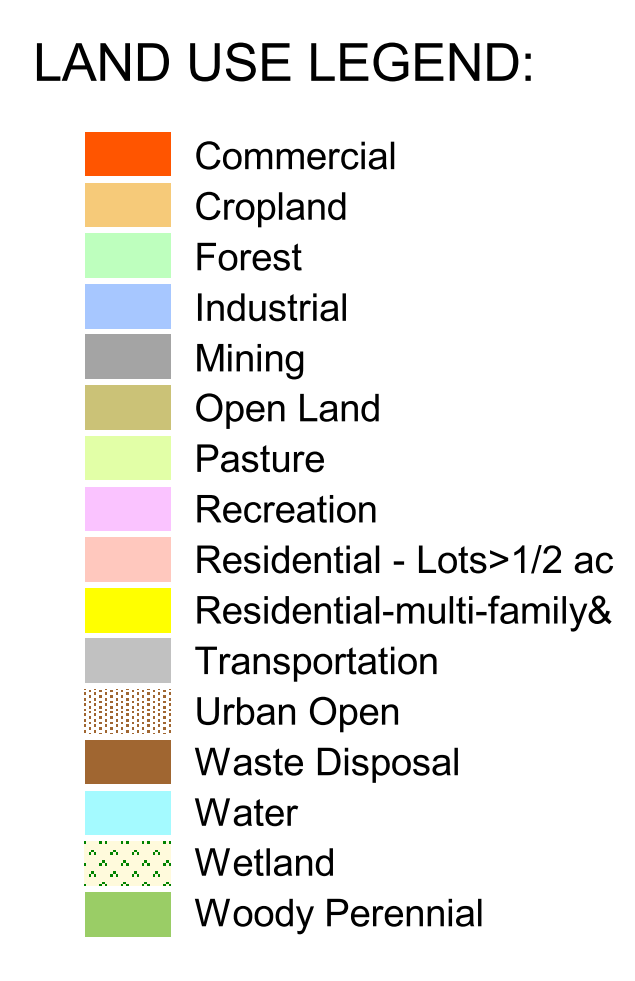 LAND USE LEGEND:
Commercial
Cropland
Forest
Industrial
Mining
Open Land
Pasture
Recreation
Residential - Lots>1/2 ac
Residential-multi-family&
Transportation
Urban Open
Waste Disposal
Water
Wetland
Woody Perennial